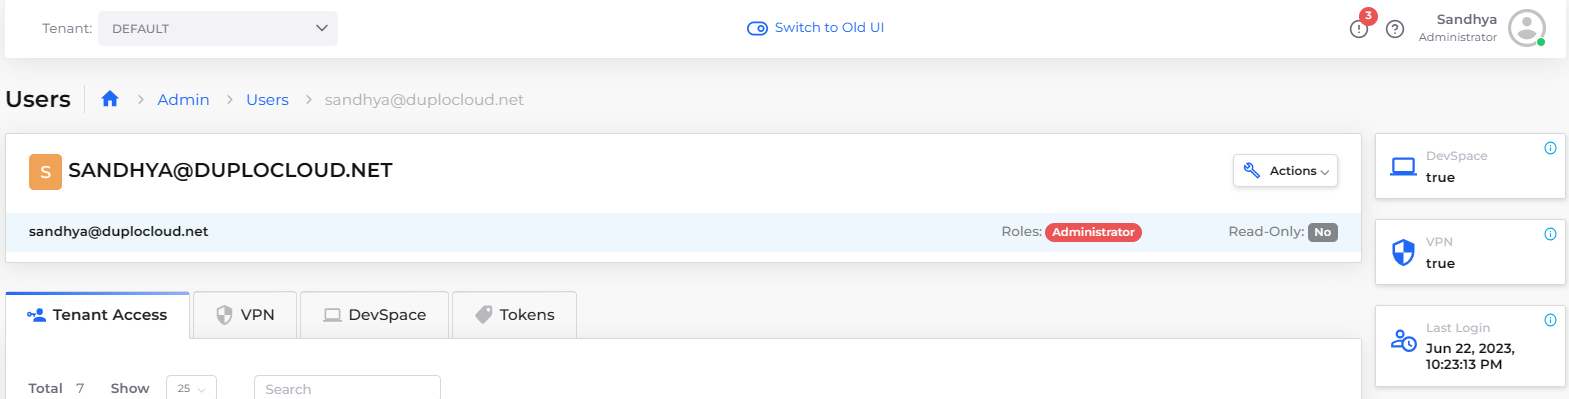 Tenant: DEFAULT
Switch to Old UI
3
Sandhya
Administrator
Users Admin Users sandhya@duplocloud.net
S SANDHYA@DUPLOCLOUD.NET
Actions
sandhya@duplocloud.net Roles: Administrator Read-Only: No
Tenant Access VPN DevSpace Tokens
Total 7 Show 25 Search
DevSpace
true
VPN
true
Last Login
Jun 22, 2023,
10:23:13 PM